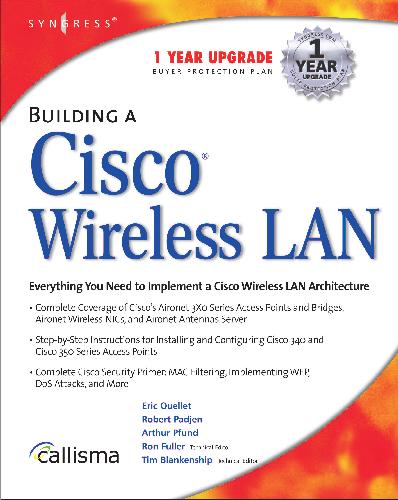 SYNGRESS®
1 YEAR UPGRADE
BUYER PROTECTION PLAN
1
YEAR
UPGRADE
BUILDING A
Cisco®
Wireless LAN
Everything You Need to Implement a Cisco Wireless LAN Architecture
• Complete Coverage of Cisco's Aironet 3X0 Series Access Points and Bridges,
Aironet Wireless NICs, and Aironet Antennas Server
• Step-by-Step Instructions for Installing and Configuring Cisco 340 and
Cisco 350 Series Access Points
• Complete Cisco Security Primer: MAC Filtering, Implementing WEP,
DoS Attacks, and More
Eric Ouellet
Robert Padjen
Arthur Pfund
Ron Fuller Technical Editor
Tim Blankenship Technical Editor
callisma